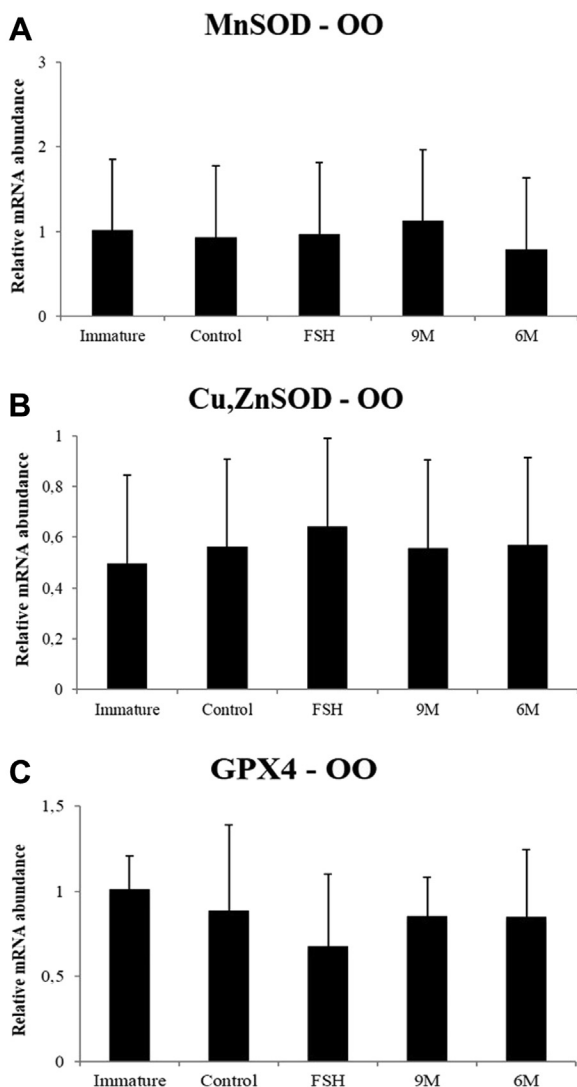 A
MnSOD - OO
Relative mRNA abundance
3
2
1
0
Immature Control FSH 9M 6M
B
Cu,ZnSOD - OO
Relative mRNA abundance
1
0.8
0.6
0.4
0.2
0
Immature Control FSH 9M 6M
C
GPX4 - OO
Relative mRNA abundance
1,5
1
0.5
0
Immature Control FSH 9M 6M